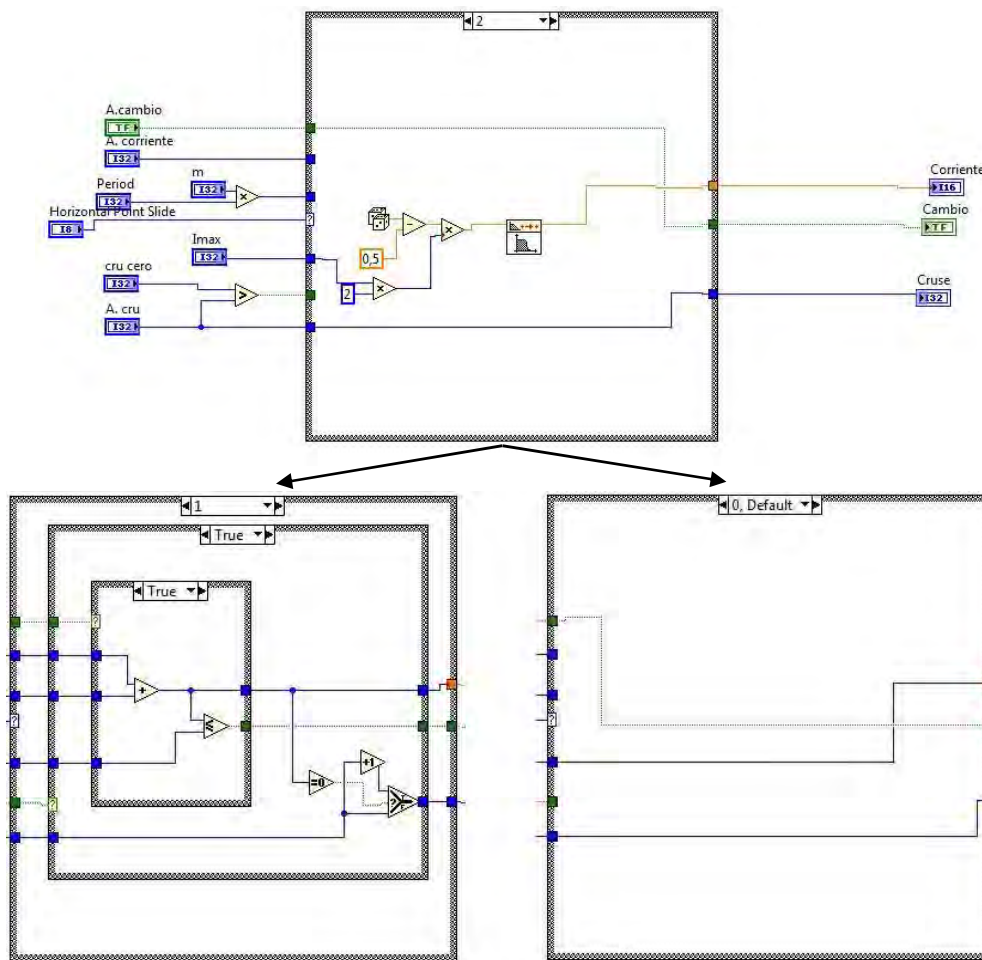 2
A.cambio
TF
A. corriente
I32
m
I32
×
Period
I32
Horizontal Point Slide
I8
?
Imax
I32
cru cero
I32
>
A. cru
I32
-
×
0,5
2
×
Corriente
I16
Cambio
TF
Cruse
I32
1
True
True
?
+
≤
?
+1
=0
?
?
0, Default
?